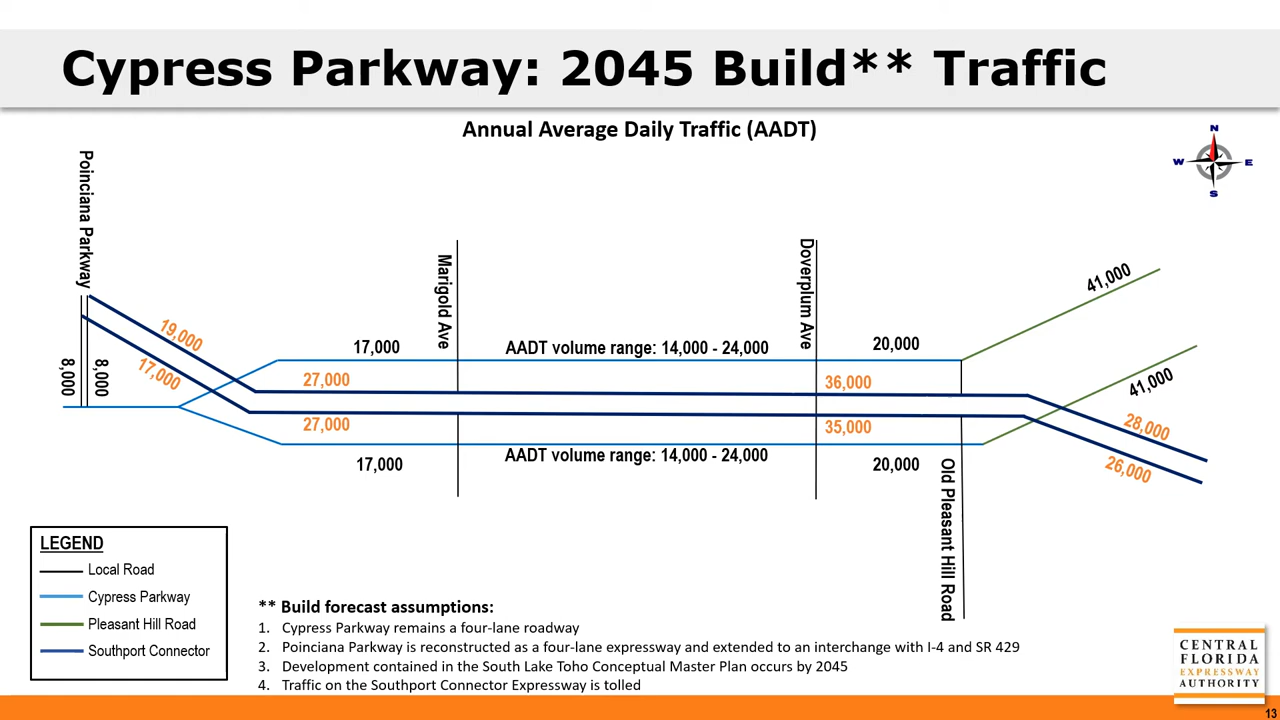 Cypress Parkway: 2045 Build** Traffic
Annual Average Daily Traffic (AADT)
N
W E
S
Poinciana Parkway
Marigold Ave
Doverplum Ave
41,000
19,000
17,000
AADT volume range: 14,000 - 24,000
20,000
8,000
8,000
17,000
27,000
36,000
41,000
27,000
35,000
28,000
17,000
AADT volume range: 14,000 - 24,000
20,000
26,000
Old Pleasant Hill Road
LEGEND
Local Road
Cypress Parkway
Pleasant Hill Road
Southport Connector
** Build forecast assumptions:
1. Cypress Parkway remains a four-lane roadway
2. Poinciana Parkway is reconstructed as a four-lane expressway and extended to an interchange with I-4 and SR 429
3. Development contained in the South Lake Toho Conceptual Master Plan occurs by 2045
4. Traffic on the Southport Connector Expressway is tolled
CENTRAL
FLORIDA
EXPRESSWAY
AUTHORITY
13